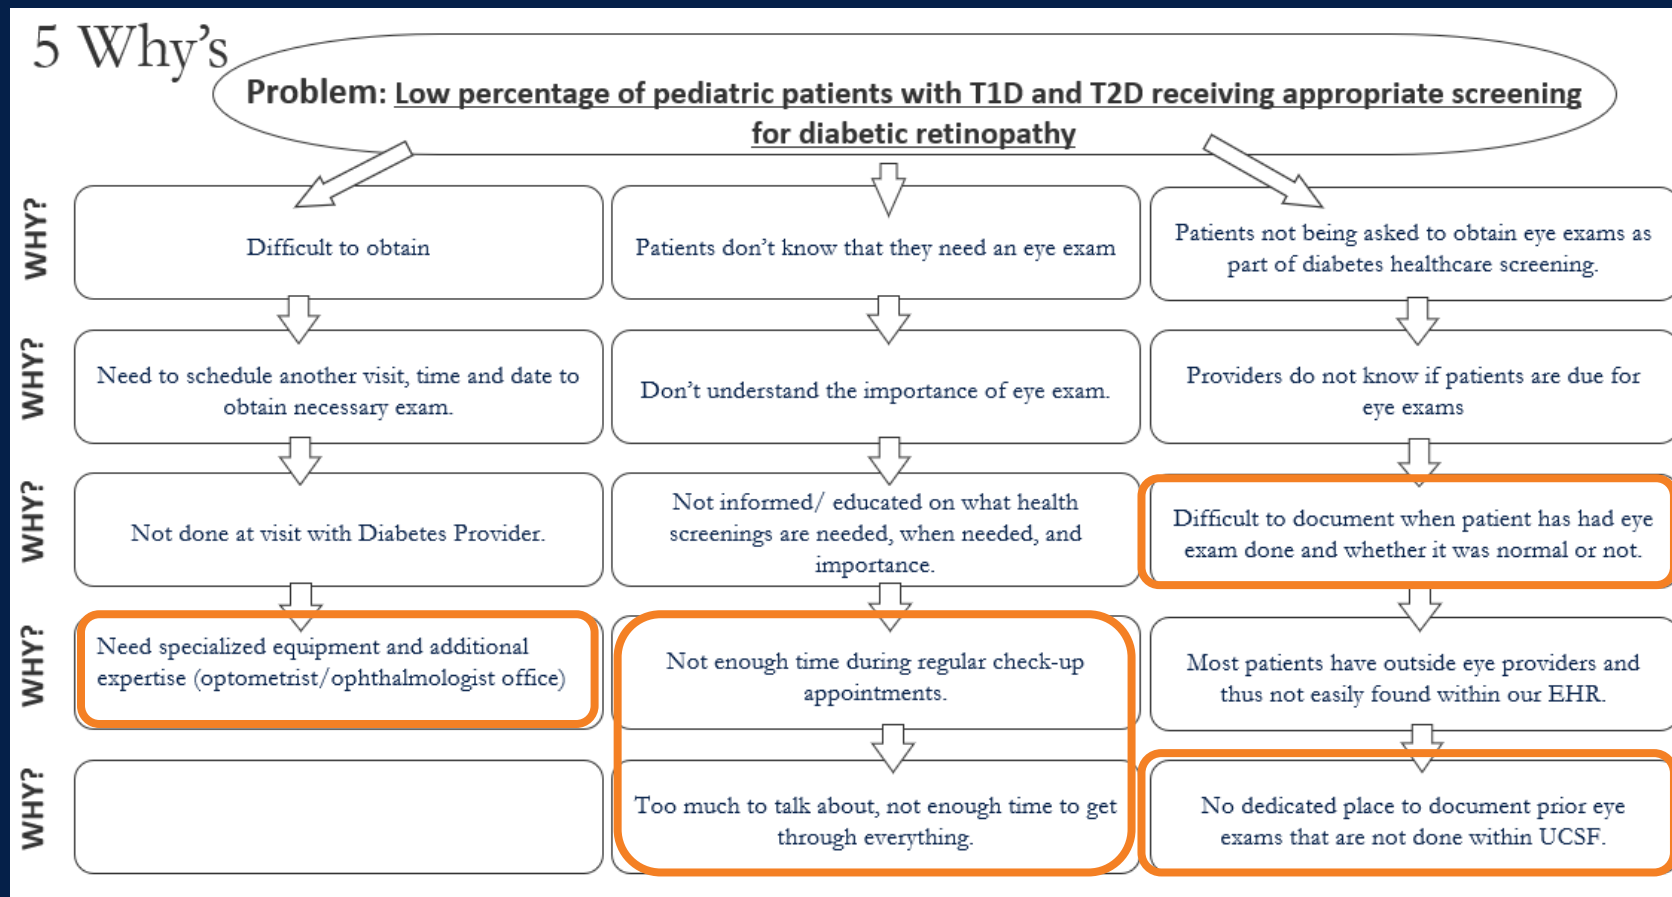 5 Why's
Problem: Low percentage of pediatric patients with T1D and T2D receiving appropriate screening
for diabetic retinopathy
WHY?
Difficult to obtain
Patients don't know that they need an eye exam
Patients not being asked to obtain eye exams as
part of diabetes healthcare screening.
WHY?
Need to schedule another visit, time and date to
obtain necessary exam.
Don't understand the importance of eye exam.
Providers do not know if patients are due for
eye exams
WHY?
Not done at visit with Diabetes Provider.
Not informed/ educated on what health
screenings are needed, when needed, and
importance.
Difficult to document when patient has had eye
exam done and whether it was normal or not.
WHY?
Need specialized equipment and additional
expertise (optometrist/ophthalmologist office)
Not enough time during regular check-up
appointments.
Most patients have outside eye providers and
thus not easily found within our EHR.
WHY?
Too much to talk about, not enough time to get
through everything.
No dedicated place to document prior eye
exams that are not done within UCSF.